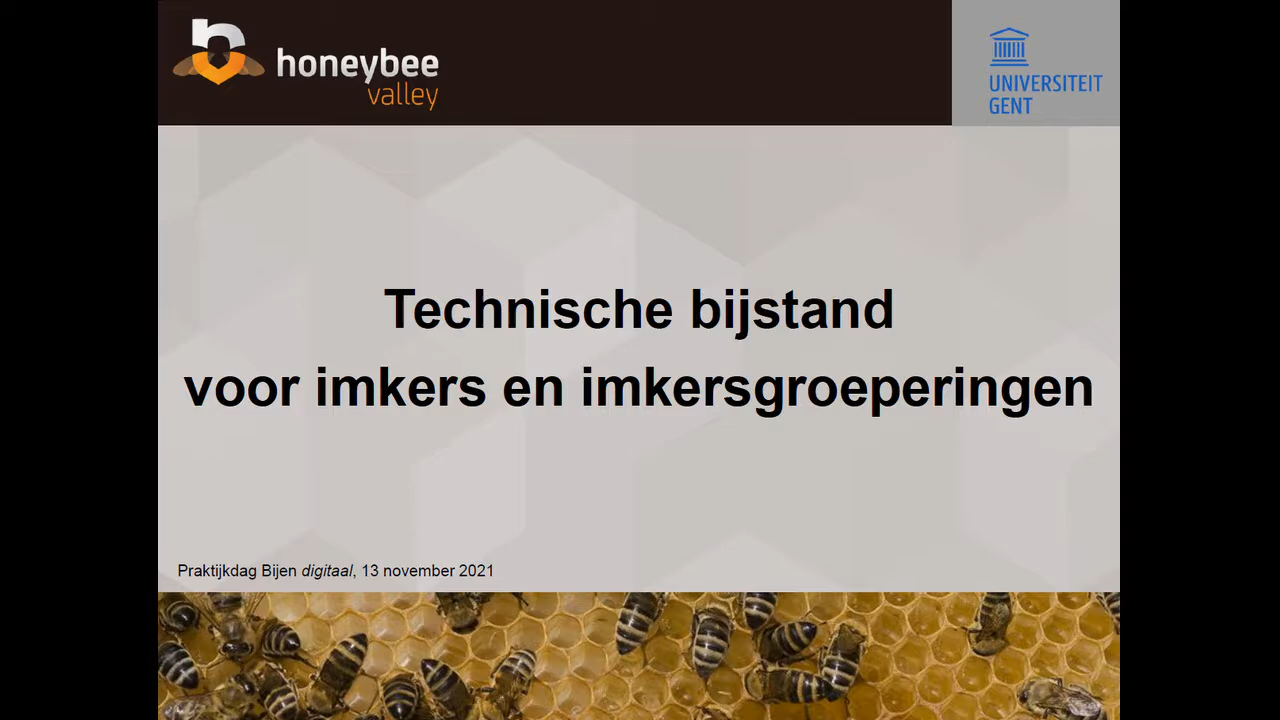 honeybee
valley
UNIVERSITEIT
GENT
Technische bijstand
voor imkers en imkersgroeperingen
Praktijkdag Bijen digitaal, 13 november 2021